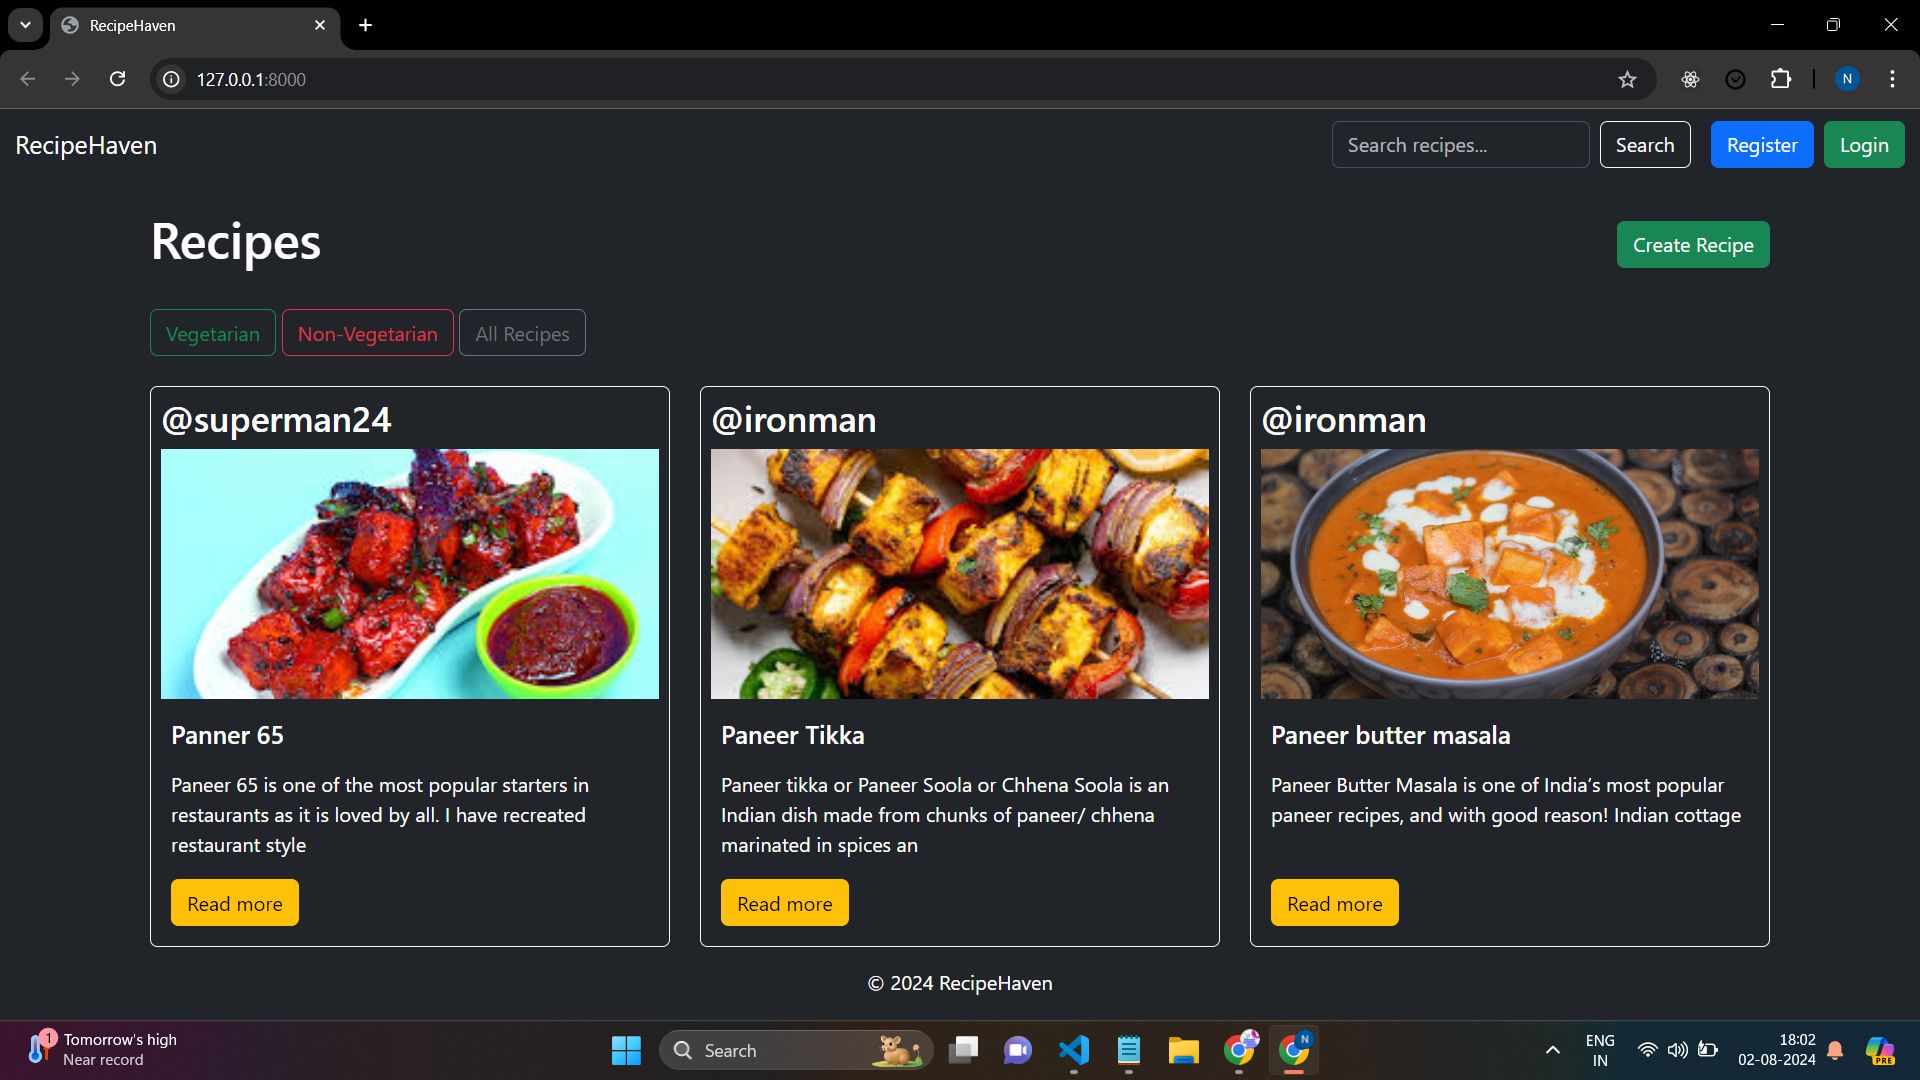 RecipeHaven
127.0.0.1:8000
N
RecipeHaven
Search recipes...
Search
Register
Login
Recipes
Create Recipe
Vegetarian
Non-Vegetarian
All Recipes
@superman24
Panner 65
Paneer 65 is one of the most popular starters in
restaurants as it is loved by all. I have recreated
restaurant style
Read more
@ironman
Paneer Tikka
Paneer tikka or Paneer Soola or Chhena Soola is an
Indian dish made from chunks of paneer/ chhena
marinated in spices an
Read more
@ironman
Paneer butter masala
Paneer Butter Masala is one of India’s most popular
paneer recipes, and with good reason! Indian cottage
Read more
© 2024 RecipeHaven
1
Tomorrow's high
Near record
Search
N
ENG
IN
18:02
02-08-2024
PRE